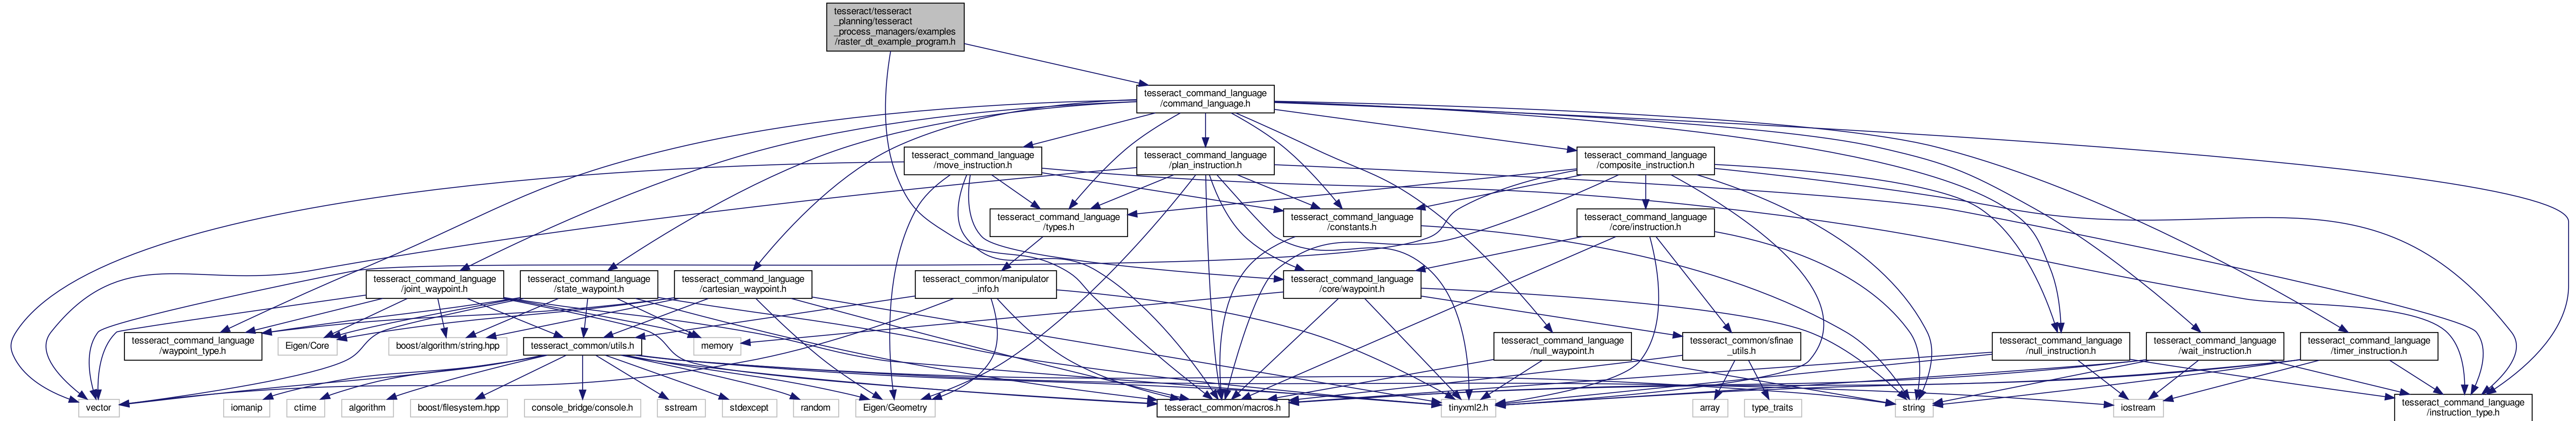 tesseract/tesseract
_planning/tesseract
_process_managers/examples
/raster_dt_example_program.h
tesseract_command_language
/command_language.h
tesseract_command_language
/move_instruction.h
tesseract_command_language
/plan_instruction.h
tesseract_command_language
/composite_instruction.h
tesseract_command_language
/types.h
tesseract_command_language
/constants.h
tesseract_command_language
/core/instruction.h
tesseract_command_language
/joint_waypoint.h
tesseract_command_language
/state_waypoint.h
tesseract_command_language
/cartesian_waypoint.h
tesseract_common/manipulator
_info.h
tesseract_command_language
/core/waypoint.h
tesseract_command_language
/waypoint_type.h
Eigen/Core
boost/algorithm/string.hpp
tesseract_common/utils.h
memory
tesseract_command_language
/null_waypoint.h
tesseract_common/sfinae
_utils.h
tesseract_command_language
/null_instruction.h
tesseract_command_language
/wait_instruction.h
tesseract_command_language
/timer_instruction.h
vector
iomanip
ctime
algorithm
boost/filesystem.hpp
console_bridge/console.h
sstream
stdexcept
random
Eigen/Geometry
tesseract_common/macros.h
tinyxml2.h
array
type_traits
string
iostream
tesseract_command_language
/instruction_type.h